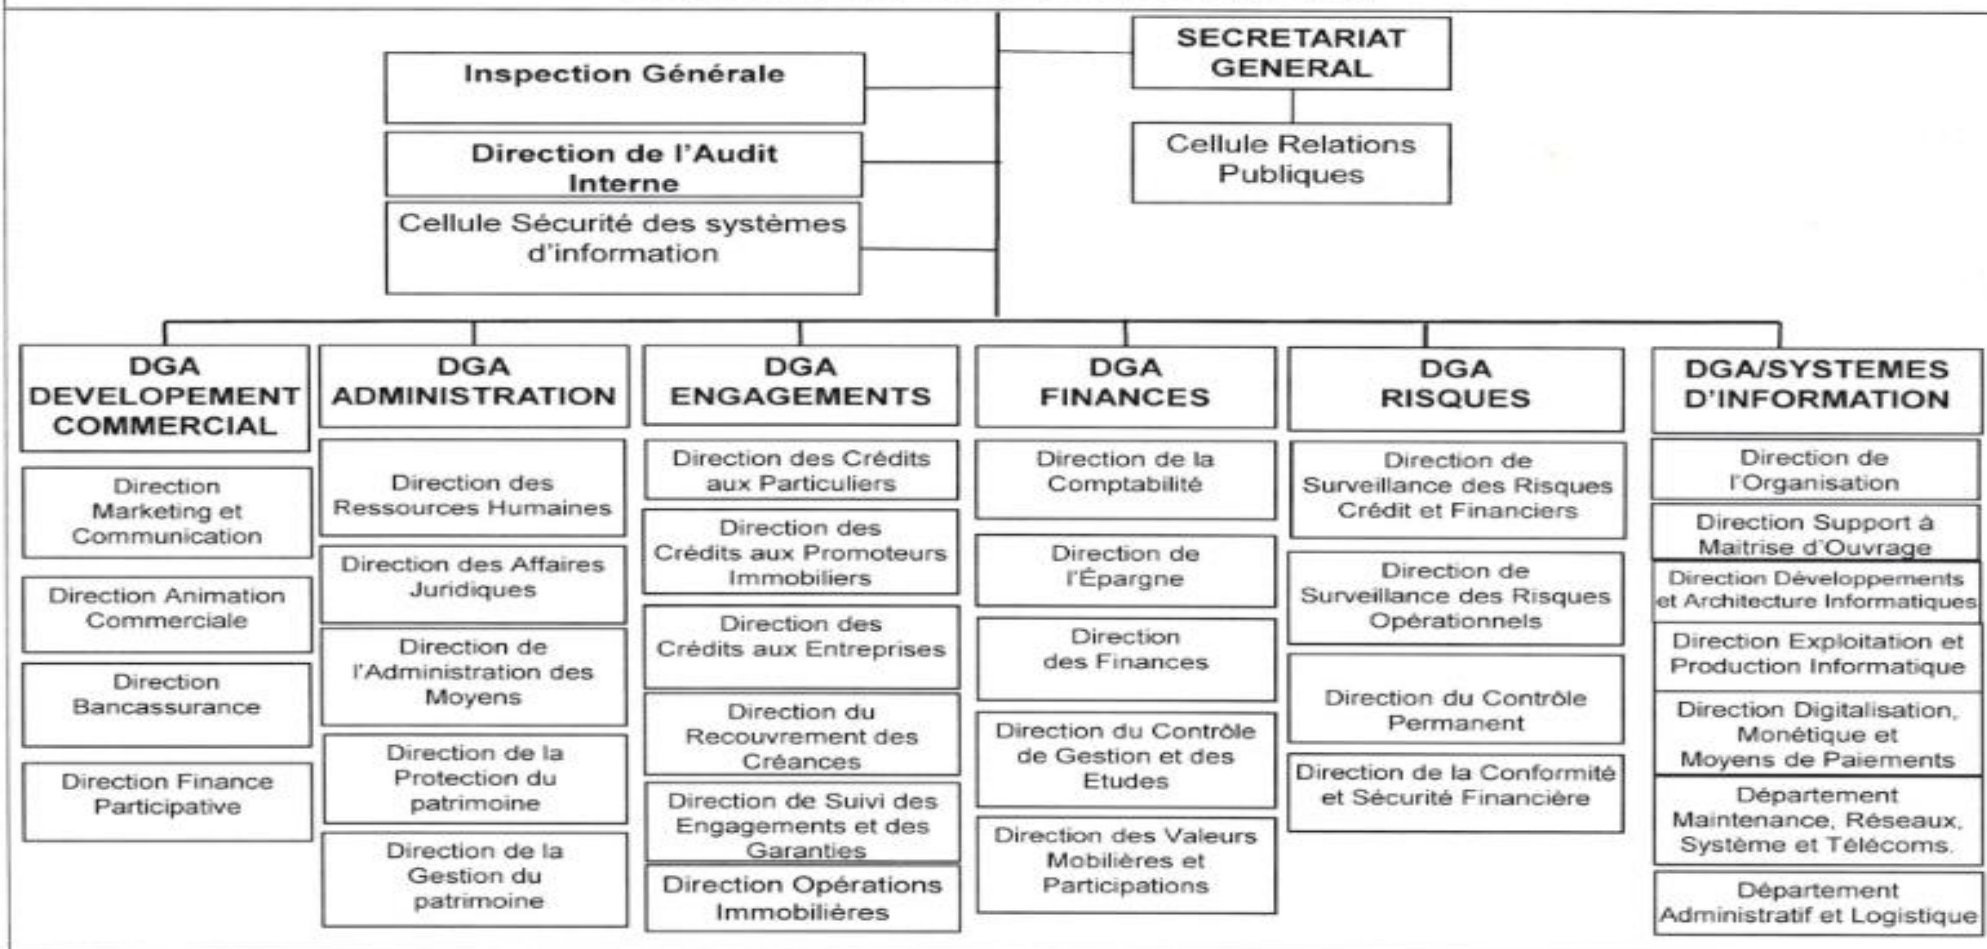 SECRETARIAT
GENERAL
Cellule Relations
Publiques
Inspection Générale
Direction de l'Audit
Interne
Cellule Sécurité des systèmes
d'information
DGA
DEVELOPEMENT
COMMERCIAL
Direction
Marketing et
Communication
Direction Animation
Commerciale
Direction
Bancassurance
Direction Finance
Participative
DGA
ADMINISTRATION
Direction des
Ressources Humaines
Direction des Affaires
Juridiques
Direction de
l'Administration des
Moyens
Direction de la
Protection du
patrimoine
Direction de la
Gestion du
patrimoine
DGA
ENGAGEMENTS
Direction des Crédits
aux Particuliers
Direction des
Crédits aux Promoteurs
Immobiliers
Direction des
Crédits aux Entreprises
Direction du
Recouvrement des
Créances
Direction de Suivi des
Engagements et des
Garanties
Direction Opérations
Immobilières
DGA
FINANCES
Direction de la
Comptabilité
Direction de
l'Épargne
Direction
des Finances
Direction du Contrôle
de Gestion et des
Etudes
Direction des Valeurs
Mobilières et
Participations
DGA
RISQUES
Direction de
Surveillance des Risques
Crédit et Financiers
Direction de
Surveillance des Risques
Opérationnels
Direction du Contrôle
Permanent
Direction de la Conformité
et Sécurité Financière
DGA/SYSTEMES
D'INFORMATION
Direction de
l'Organisation
Direction Support à
Maitrise d'Ouvrage
Direction Développements
et Architecture Informatiques
Direction Exploitation et
Production Informatique
Direction Digitalisation,
Monétique et
Moyens de Paiements
Département
Maintenance, Réseaux,
Système et Télécoms.
Département
Administratif et Logistique